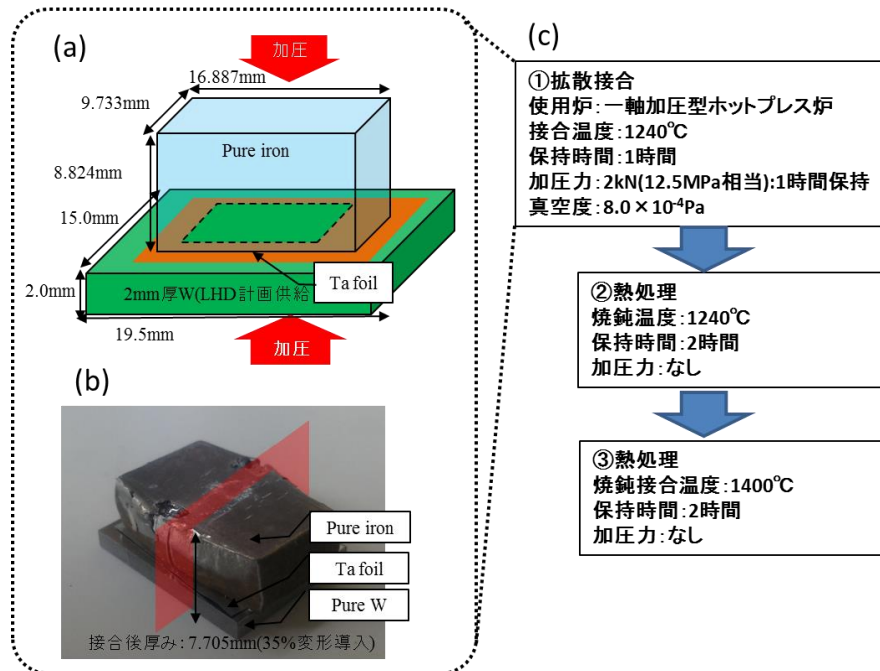 (a)
加圧
16.887mm
9.733mm
Pure iron
8.824mm
15.0mm
Ta foil
2.0mm
2mm厚W(LHD計画供給
19.5mm
加圧
(b)
Pure iron
Ta foil
Pure W
接合後厚み:7.705mm(35%変形導入)
(c)
①拡散接合
使用炉:一軸加圧型ホットプレス炉
接合温度:1240℃
保持時間:1時間
加圧力:2kN(12.5MPa相当):1時間保持
真空度:8.0×10⁻⁴Pa
②熱処理
焼鈍温度:1240℃
保持時間:2時間
加圧力:なし
③熱処理
焼鈍接合温度:1400℃
保持時間:2時間
加圧力:なし